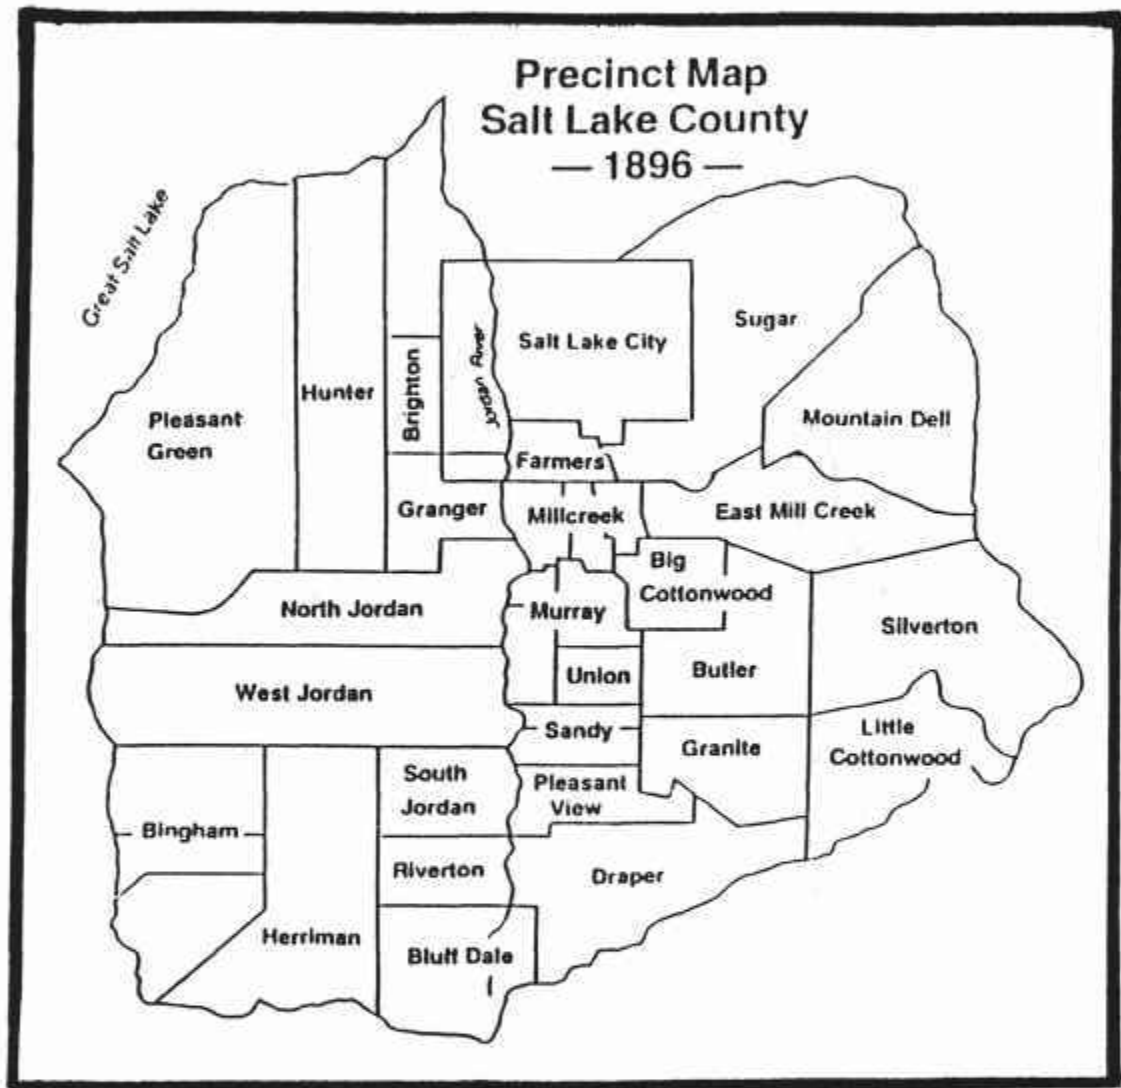 Precinct Map
Salt Lake County
— 1896 —
Great Salt Lake
Sugar
Salt Lake City
Jordan River
Hunter
Brighton
Pleasant
Green
Mountain Dell
Farmers
Granger
Millcreek
East Mill Creek
Big
Cottonwood
North Jordan
Murray
Silverton
Union
Butler
West Jordan
Sandy
Granite
Little
Cottonwood
South
Jordan
Pleasant
View
Bingham
Riverton
Draper
Herriman
Bluff Dale